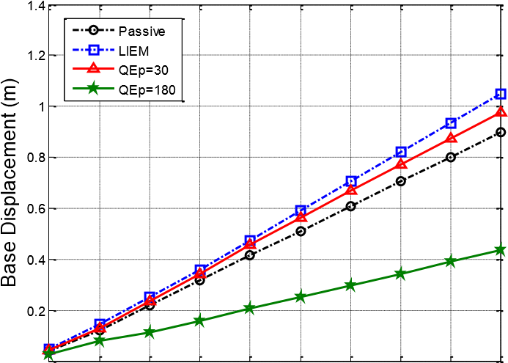 1.4
Passive
LIEM
QEp=30
QEp=180
1.2
1
0.8
0.6
0.4
0.2
Base Displacement (m)